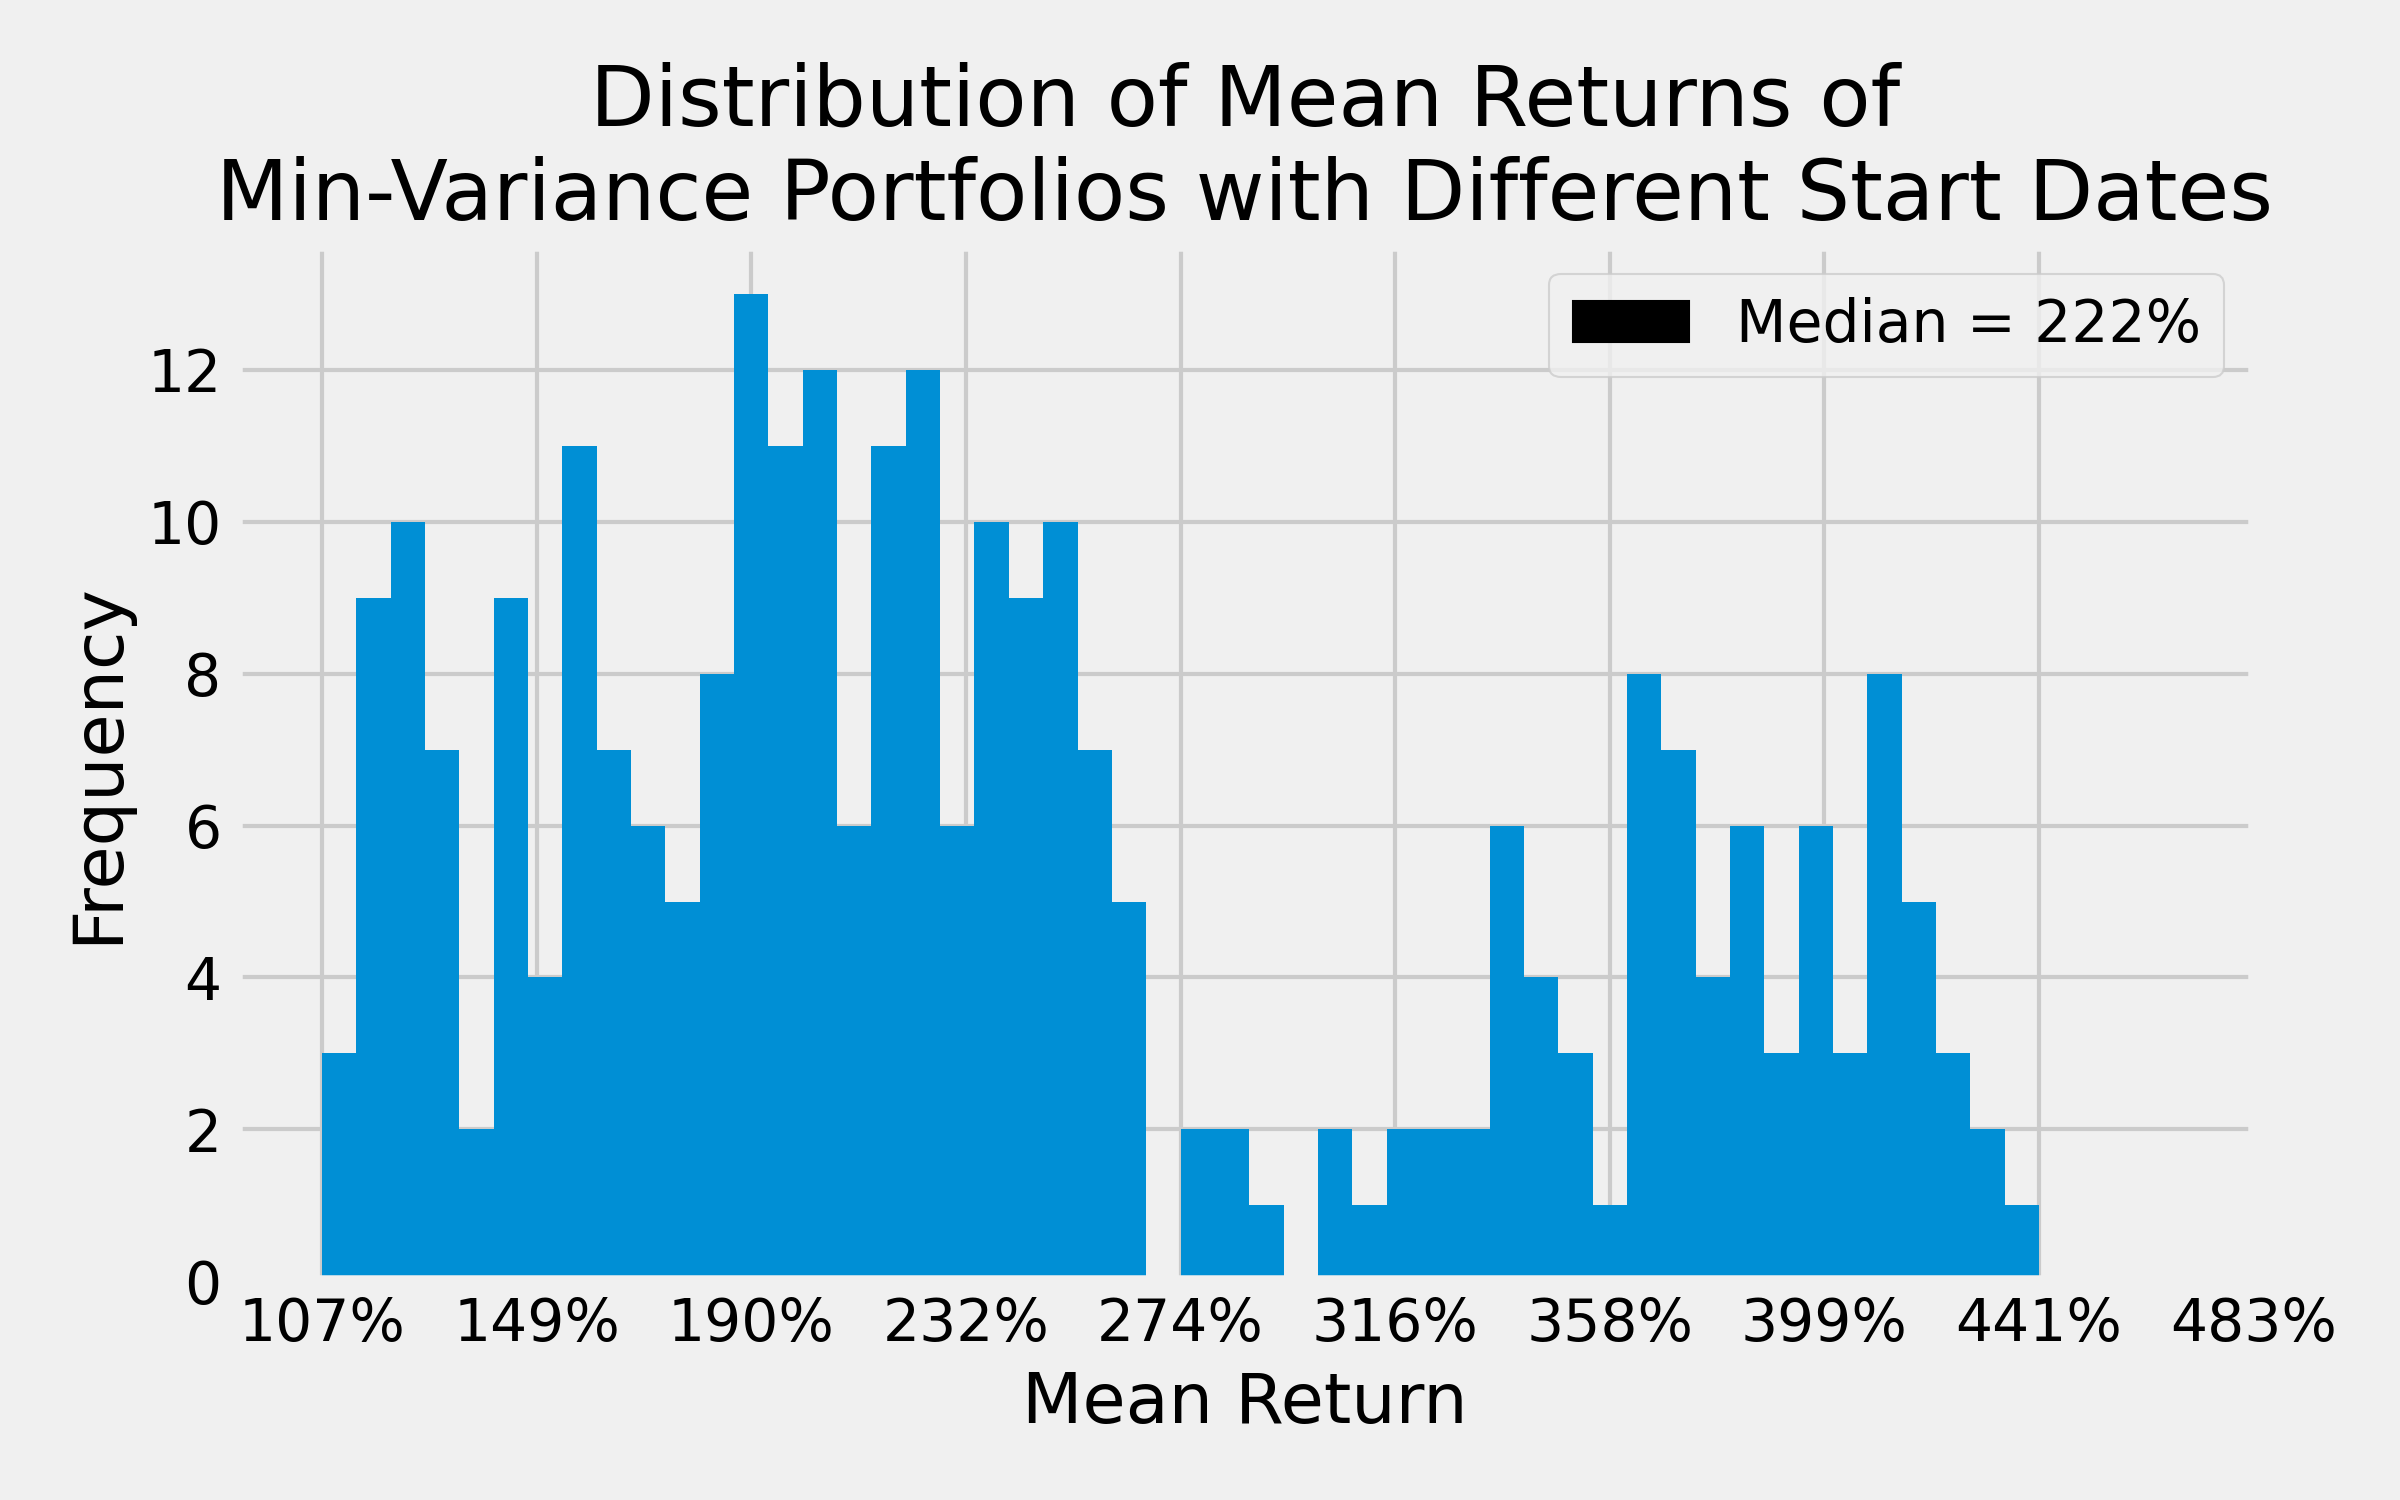 Distribution of Mean Returns of
Min-Variance Portfolios with Different Start Dates
Median = 222%
Frequency
12
10
8
6
4
2
0
107% 149% 190% 232% 274% 316% 358% 399% 441% 483%
Mean Return